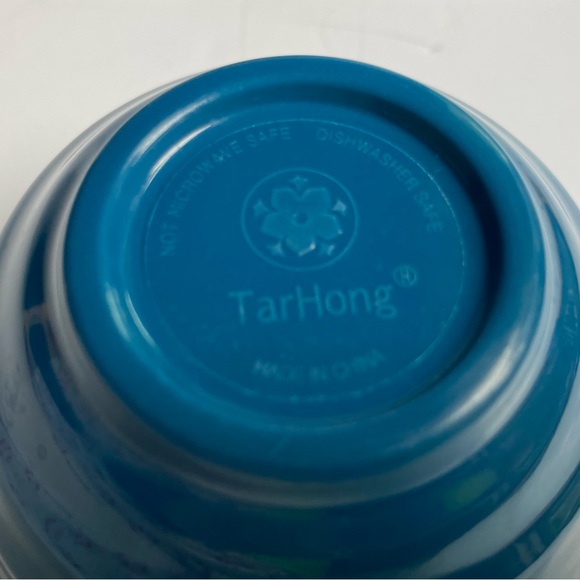 NOT MICROWAVE SAFE DISHWASHER SAFE
TarHong®
MADE IN CHINA